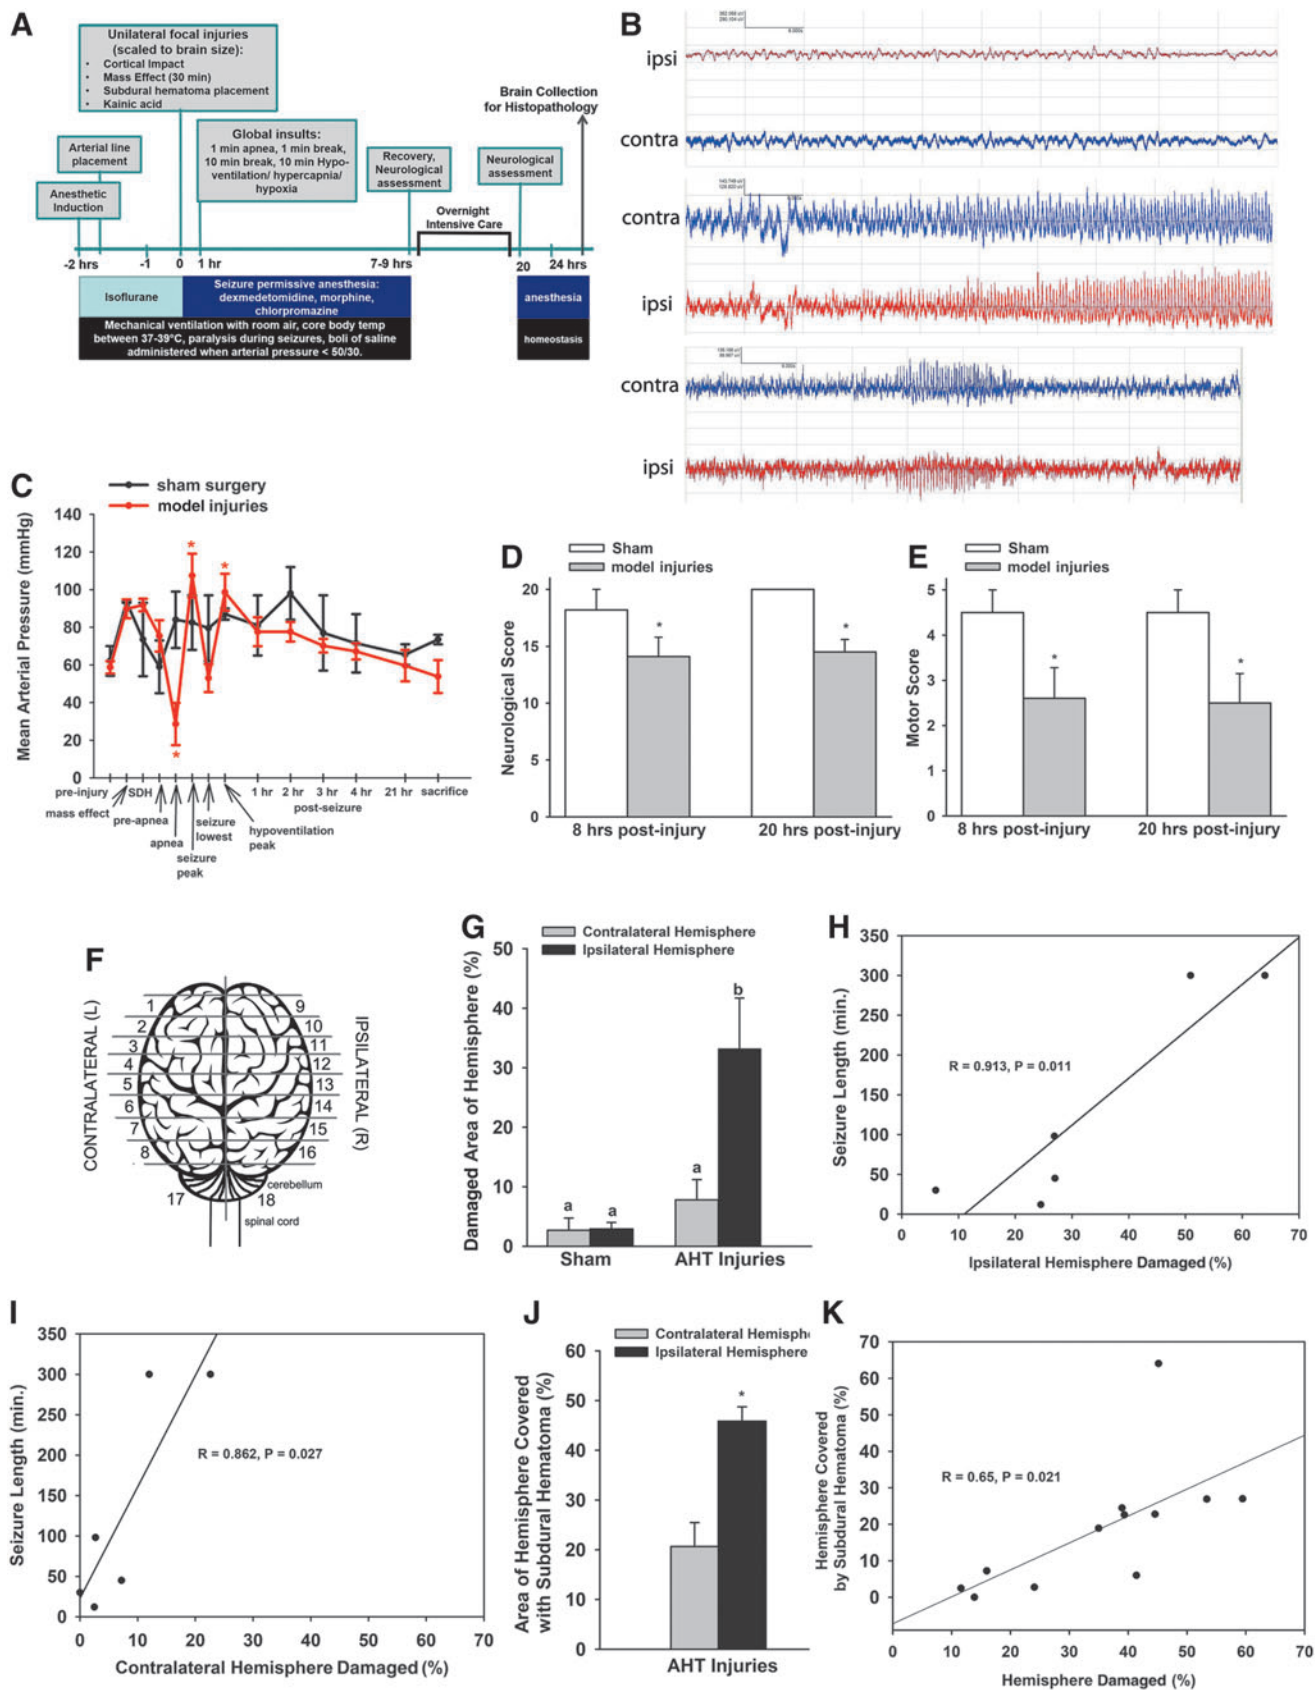 A
Unilateral focal injuries
(scaled to brain size):
• Cortical Impact
• Mass Effect (30 min)
• Subdural hematoma placement
• Kainic acid
Arterial line
placement
Anesthetic
Induction
Global insults:
1 min apnea, 1 min break,
10 min break, 10 min Hypo-
ventilation/ hypercapnia/
hypoxia
Recovery,
Neurological
assessment
Overnight
Intensive Care
Neurological
assessment
Brain Collection
for Histopathology
-2 hrs -1 0 1 hr 7-9 hrs 20 24 hrs
Isoflurane
Seizure permissive anesthesia:
dexmedetomidine, morphine,
chlorpromazine
anesthesia
Mechanical ventilation with room air, core body temp
between 37-39°C, paralysis during seizures, boli of saline
administered when arterial pressure < 50/30.
homeostasis
B
ipsi
contra
contra
ipsi
contra
ipsi
C
sham surgery
model injuries
Mean Arterial Pressure (mmHg)
140
120
100
80
60
40
20
0
* * *
pre-injury SDH 1 hr 2 hr 3 hr 4 hr 21 hr sacrifice
mass effect
post-seizure
pre-apnea
apnea
seizure
peak
seizure
lowest
hypoventilation
peak
D
Sham
model injuries
Neurological Score
20
15
10
5
0
* *
8 hrs post-injury 20 hrs post-injury
E
Sham
model injuries
Motor Score
5
4
3
2
1
0
* *
8 hrs post-injury 20 hrs post-injury
F
CONTRALATERAL (L)
IPSILATERAL (R)
1 9
2 10
3 11
4 12
5 13
6 14
7 15
8 16
17 18
cerebellum
spinal cord
G
Contralateral Hemisphere
Ipsilateral Hemisphere
Damaged Area of Hemisphere (%)
50
40
30
20
10
0
a a a b
Sham AHT Injuries
H
Seizure Length (min.)
350
300
250
200
150
100
50
0
R = 0.913, P = 0.011
0 10 20 30 40 50 60 70
Ipsilateral Hemisphere Damaged (%)
I
Seizure Length (min.)
350
300
250
200
150
100
50
0
R = 0.862, P = 0.027
0 10 20 30 40 50 60 70
Contralateral Hemisphere Damaged (%)
J
Contralateral Hemisph
Ipsilateral Hemisphere
Area of Hemisphere Covered
with Subdural Hematoma (%)
60
50
40
30
20
10
0
*
AHT Injuries
K
Hemisphere Covered
by Subdural Hematoma (%)
70
60
50
40
30
20
10
0
R = 0.65, P = 0.021
0 10 20 30 40 50 60 70
Hemisphere Damaged (%)